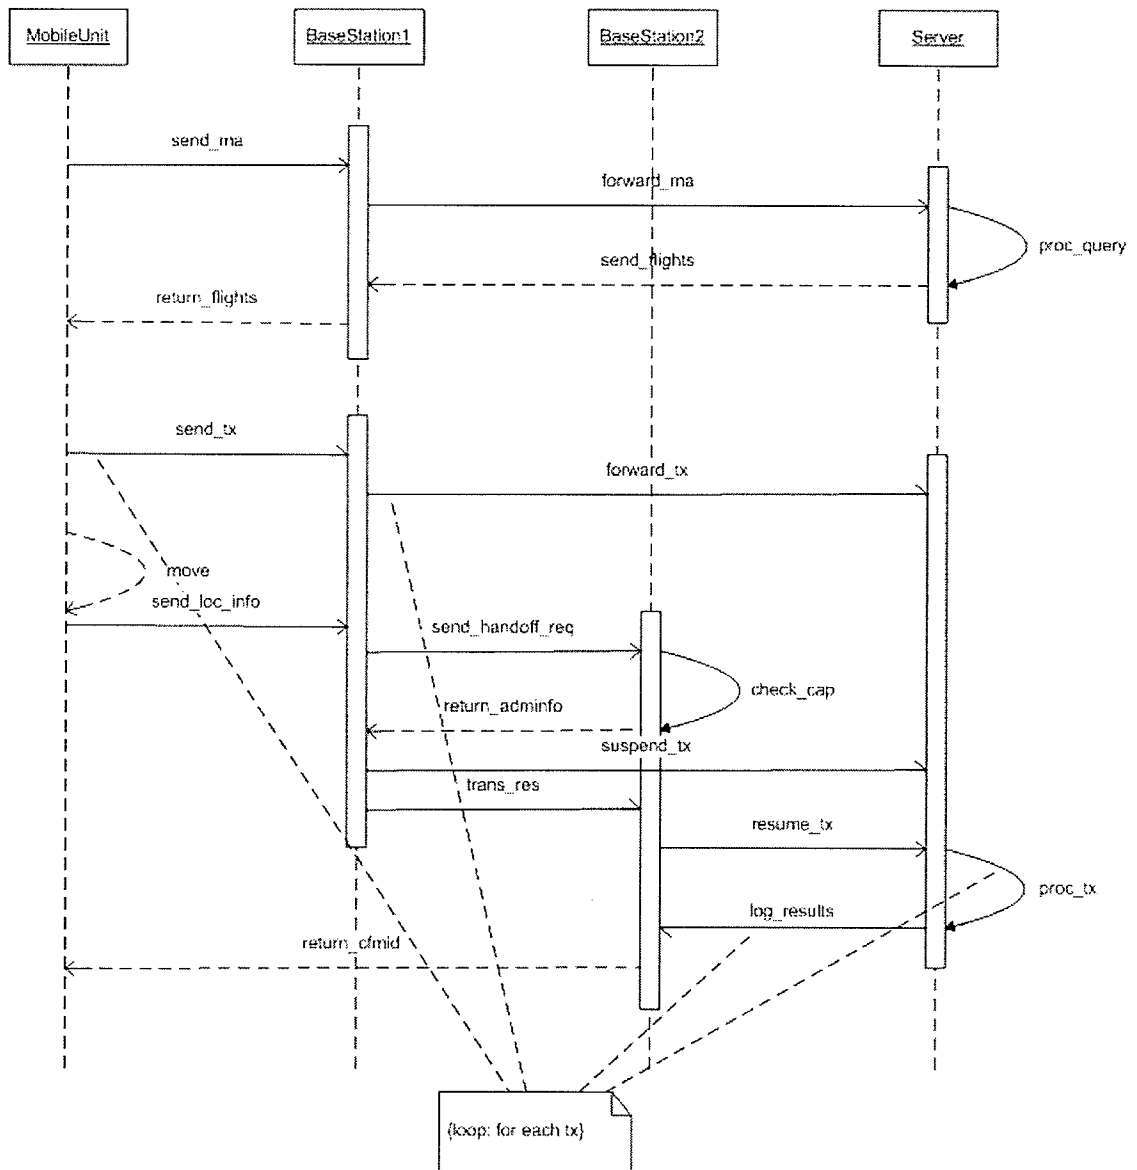 MobileUnit
BaseStation1
BaseStation2
Server
send_ma
forward_ma
proc_query
send_flights
return_flights
send_tx
forward_tx
move
send_loc_info
send_handoff_req
check_cap
return_adminfo
suspend_tx
trans_res
resume_tx
proc_tx
log_results
return_cfmid
{loop: for each tx}